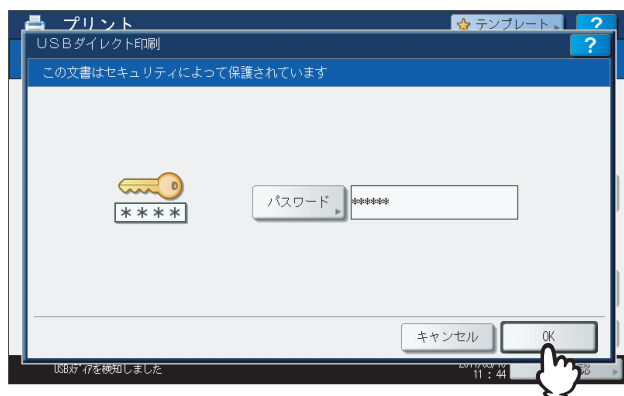 プリント
テンプレート
?
USBダイレクト印刷
?
この文書はセキュリティによって保護されています
****
パスワード
******
キャンセル
OK
USBﾒﾃﾞｨｱを検知しました
11 : 44
認